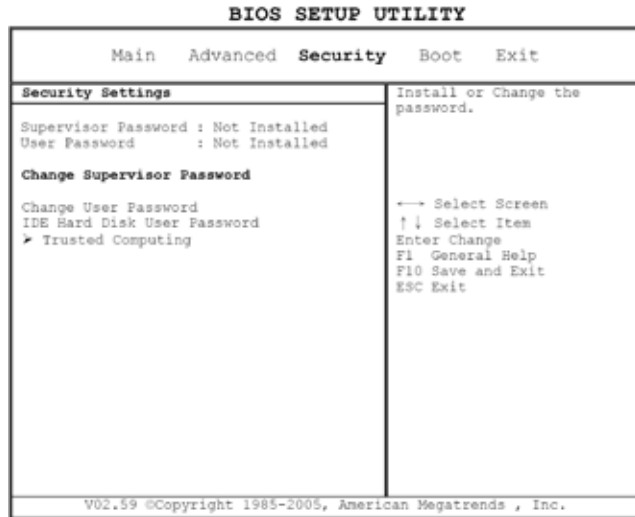 BIOS SETUP UTILITY
Main Advanced Security Boot Exit
Security Settings
Supervisor Password : Not Installed
User Password : Not Installed
Change Supervisor Password
Change User Password
IDE Hard Disk User Password
➤ Trusted Computing
Install or Change the
password.
←→ Select Screen
↑↓ Select Item
Enter Change
F1 General Help
F10 Save and Exit
ESC Exit
V02.59 ©Copyright 1985-2005, American Megatrends , Inc.